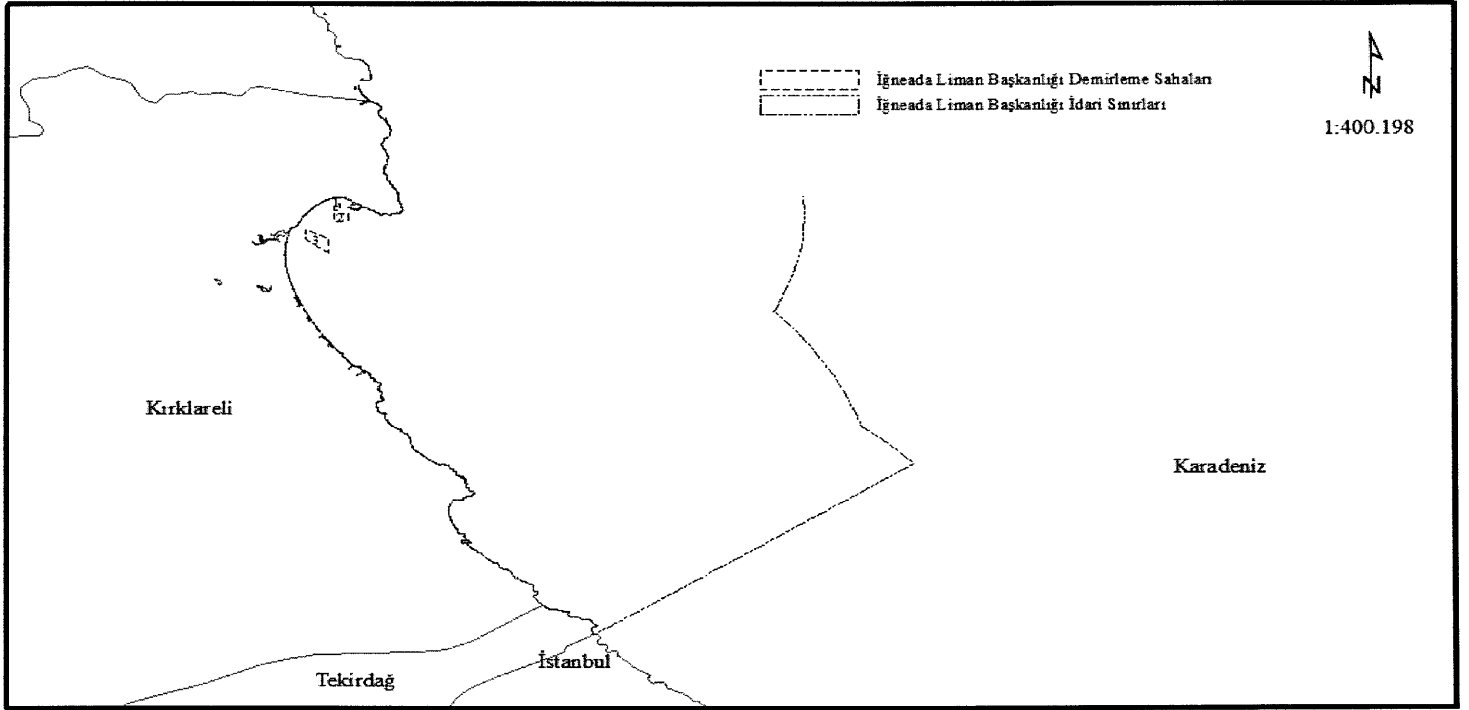 İğneada Liman Başkanlığı Demirleme Sahaları
İğneada Liman Başkanlığı İdari Sınırları
N
1:400.198
Kırklareli
Karadeniz
İstanbul
Tekirdağ